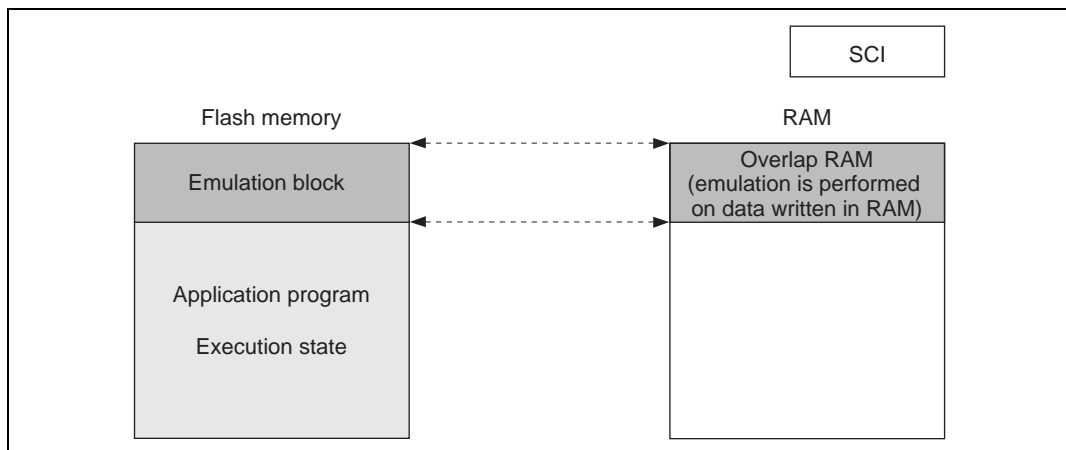 SCI
Flash memory
RAM
Emulation block
Overlap RAM
(emulation is performed
on data written in RAM)
Application program
Execution state